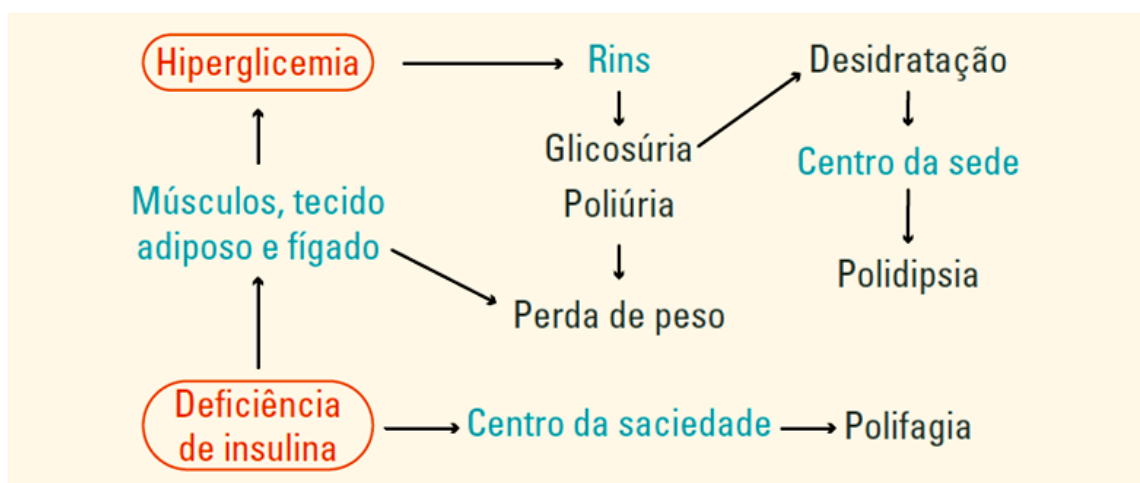 Hiperglicemia
Rins
Desidratação
Glicosúria
Centro da sede
Músculos, tecido
adiposo e fígado
Poliúria
Polidipsia
Perda de peso
Deficiência
de insulina
Centro da saciedade
Polifagia